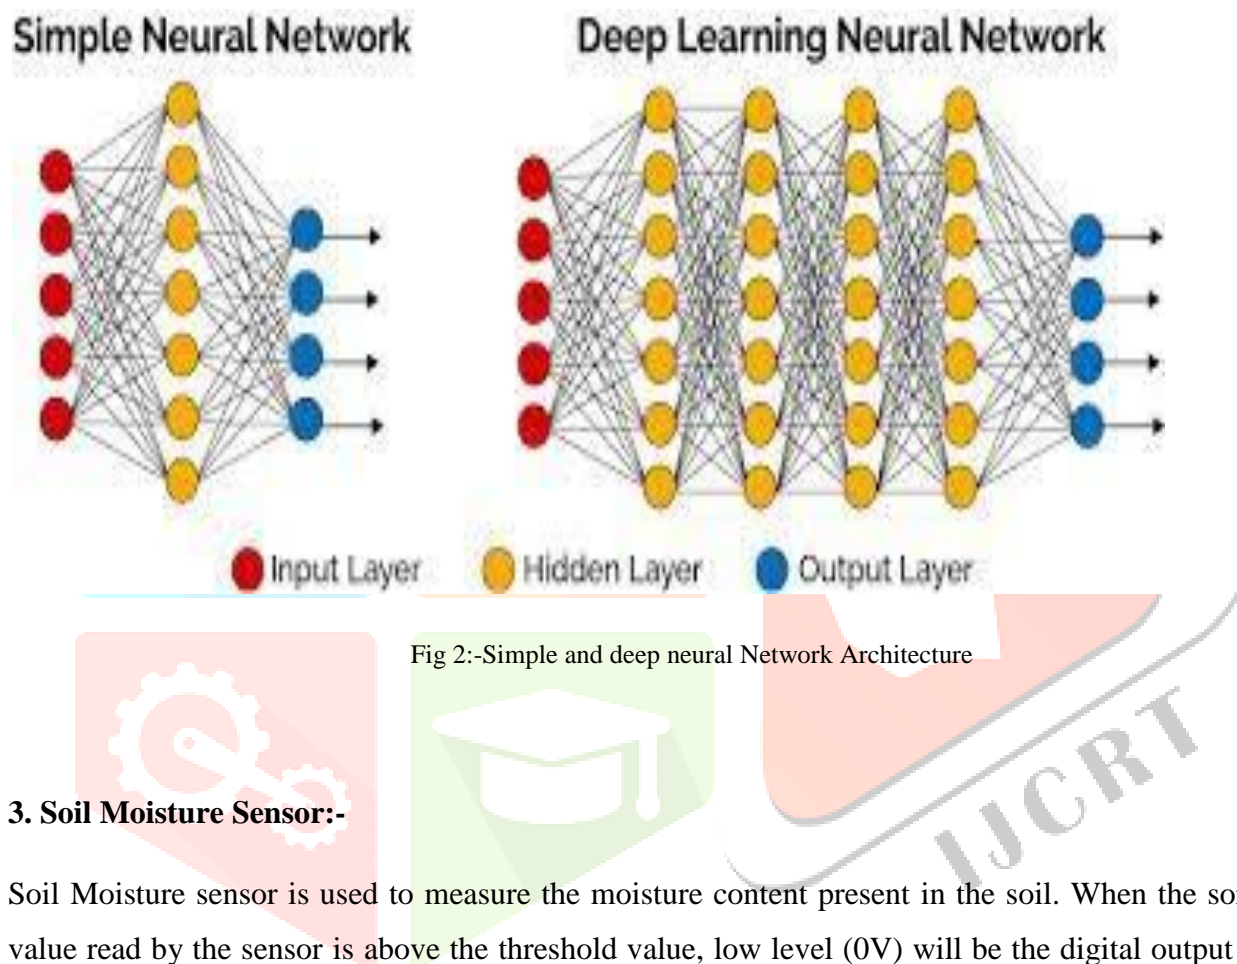 Simple Neural Network
Deep Learning Neural Network
Input Layer
Hidden Layer
Output Layer
Fig 2:-Simple and deep neural Network Architecture
IJCRT
3. Soil Moisture Sensor:-
Soil Moisture sensor is used to measure the moisture content present in the soil. When the
value read by the sensor is above the threshold value, low level (0V) will be the digital output